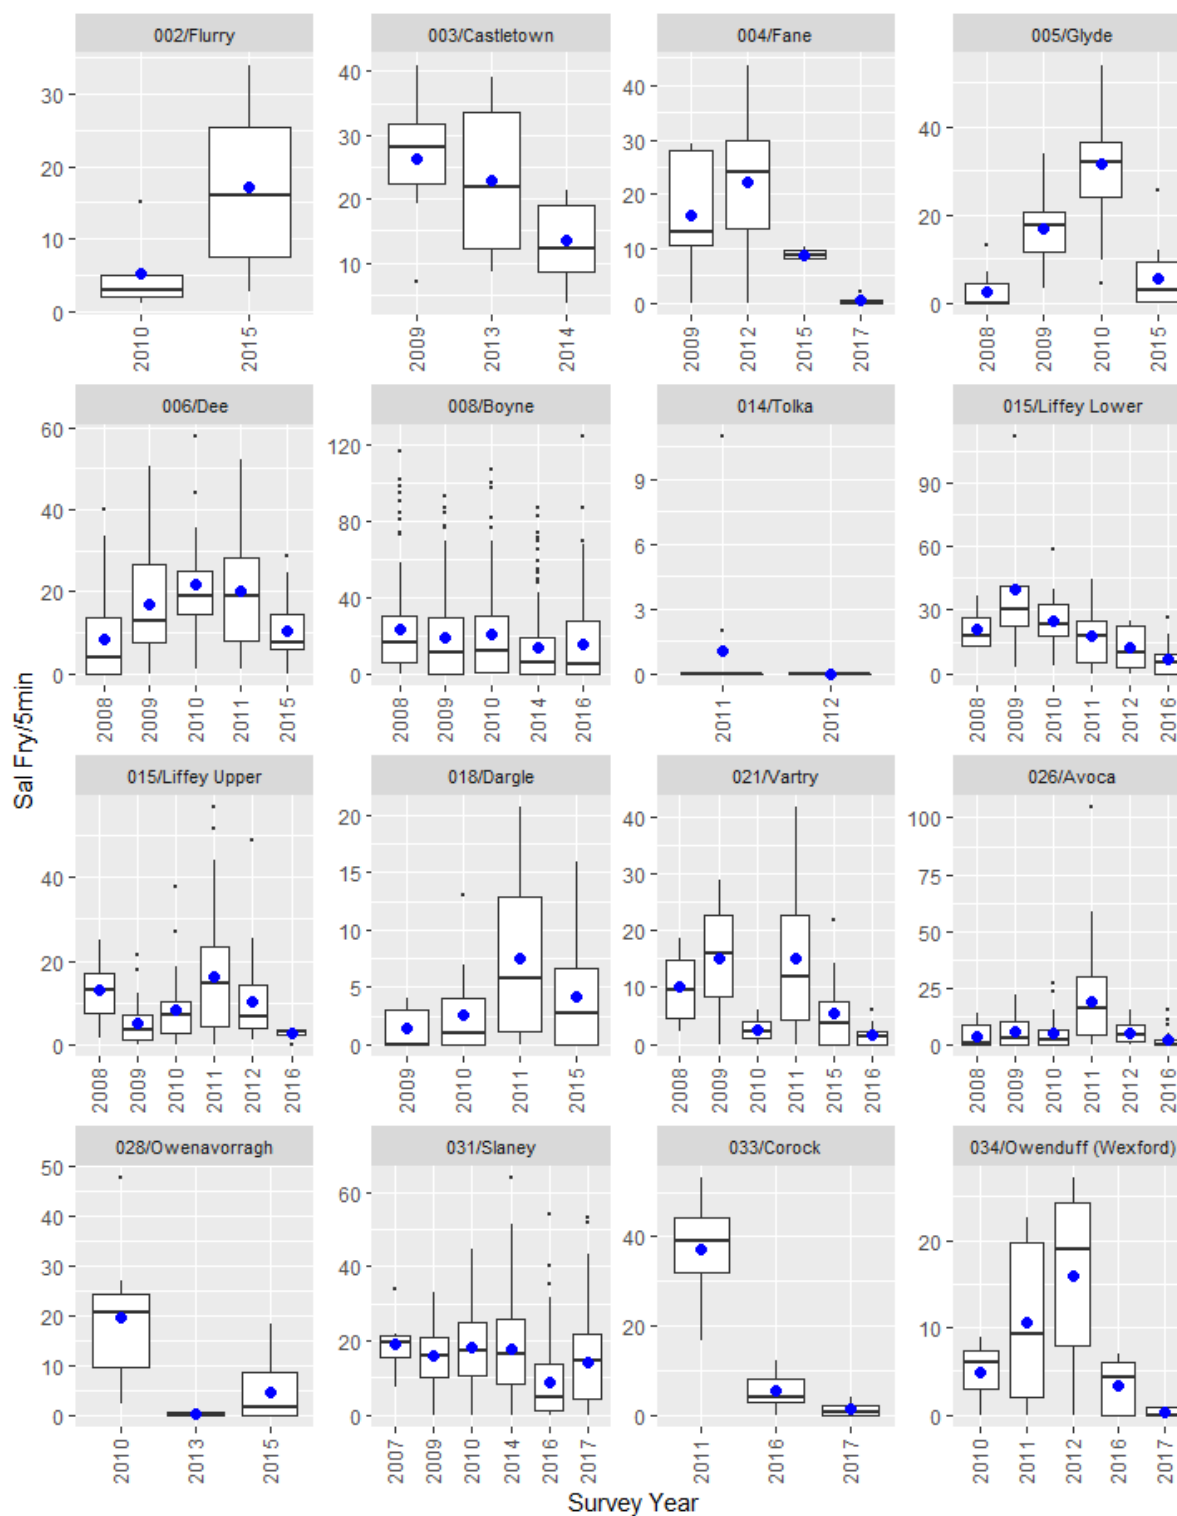 002/Flurry 003/Castletown 004/Fane 005/Glyde
30 20 10 0
40 30 20 10
40 30 20 10 0
40 20 0
2010 2015 2009 2013 2014 2009 2012 2015 2017 2008 2009 2010 2015
006/Dee 008/Boyne 014/Tolka 015/Liffey Lower
60 40 20 0
120 80 40 0
9 6 3 0
90 60 30 0
2008 2009 2010 2011 2015 2008 2009 2010 2014 2016 2011 2012 2008 2009 2010 2011 2012 2016
Sal Fry/5min
015/Liffey Upper 018/Dargle 021/Vartry 026/Avoca
40 20 0
20 15 10 5 0
40 30 20 10 0
100 75 50 25 0
2008 2009 2010 2011 2012 2016 2009 2010 2011 2015 2008 2009 2010 2011 2015 2016 2008 2009 2010 2011 2012 2016
028/Owenavorragh 031/Slaney 033/Corock 034/Owenduff (Wexford)
50 40 30 20 10 0
60 40 20 0
40 20 0
20 10 0
2010 2013 2015 2007 2009 2010 2014 2016 2017 2011 2016 2017 2010 2011 2012 2016 2017
Survey Year